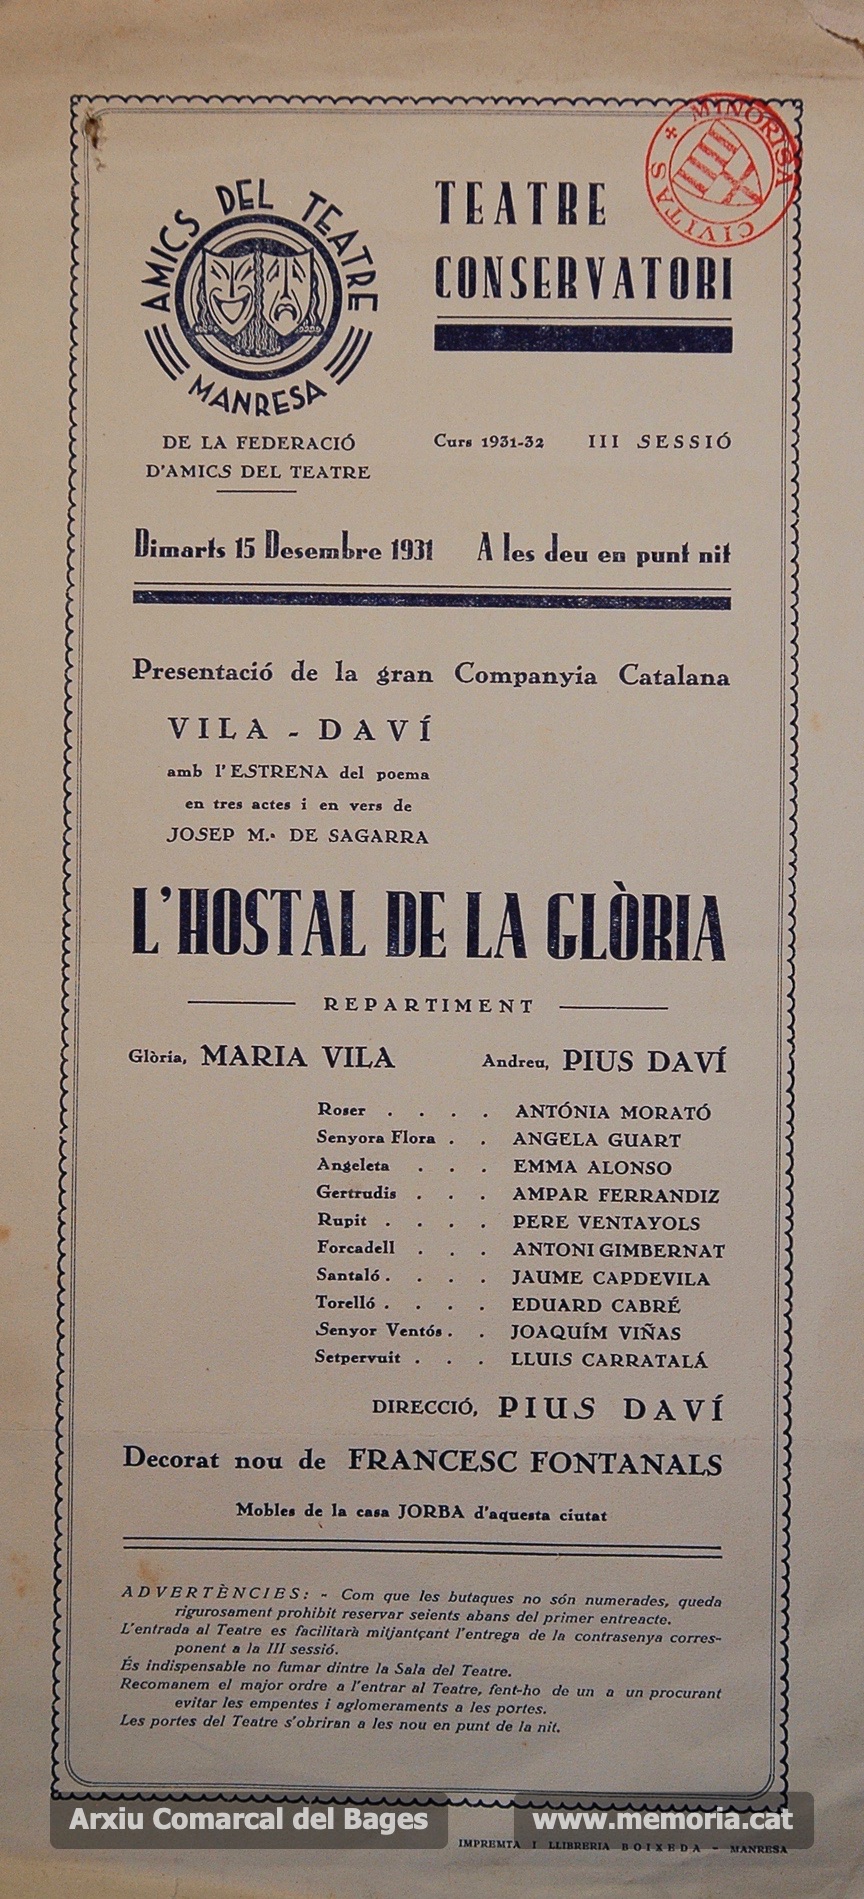 AMICS DEL TEATRE
MANRESA
DE LA FEDERACIÓ
D'AMICS DEL TEATRE
TEATRE
CONSERVATORI
MINORISA CIVITAS
Curs 1931-32 III SESSIÓ
Dimarts 15 Desembre 1931 A les deu en punt nit
Presentació de la gran Companyia Catalana
VILA - DAVÍ
amb l'ESTRENA del poema
en tres actes i en vers de
JOSEP M.ª DE SAGARRA
L'HOSTAL DE LA GLÒRIA
REPARTIMENT
Glòria, MARIA VILA Andreu, PIUS DAVÍ
Roser . . . . ANTÓNIA MORATÓ
Senyora Flora . . ANGELA GUART
Angeleta . . . EMMA ALONSO
Gertrudis . . . AMPAR FERRANDIZ
Rupit . . . . PERE VENTAYOLS
Forcadell . . . ANTONI GIMBERNAT
Santaló . . . . JAUME CAPDEVILA
Torelló . . . . EDUARD CABRÉ
Senyor Ventós . . JOAQUÍM VIÑAS
Setpervuit . . . LLUIS CARRATALÁ
DIRECCIÓ, PIUS DAVÍ
Decorat nou de FRANCESC FONTANALS
Mobles de la casa JORBA d'aquesta ciutat
ADVERTÈNCIES: - Com que les butaques no són numerades, queda
rigurosament prohibit reservar seients abans del primer entreacte.
L'entrada al Teatre es facilitarà mitjantçant l'entrega de la contrasenya corres-
ponent a la III sessió.
És indispensable no fumar dintre la Sala del Teatre.
Recomanem el major ordre a l'entrar al Teatre, fent-ho de un a un procurant
evitar les empentes i aglomeraments a les portes.
Les portes del Teatre s'obriran a les nou en punt de la nit.
Arxiu Comarcal del Bages www.memoria.cat
IMPREMTA I LLIBRERIA BOIXEDA - MANRESA